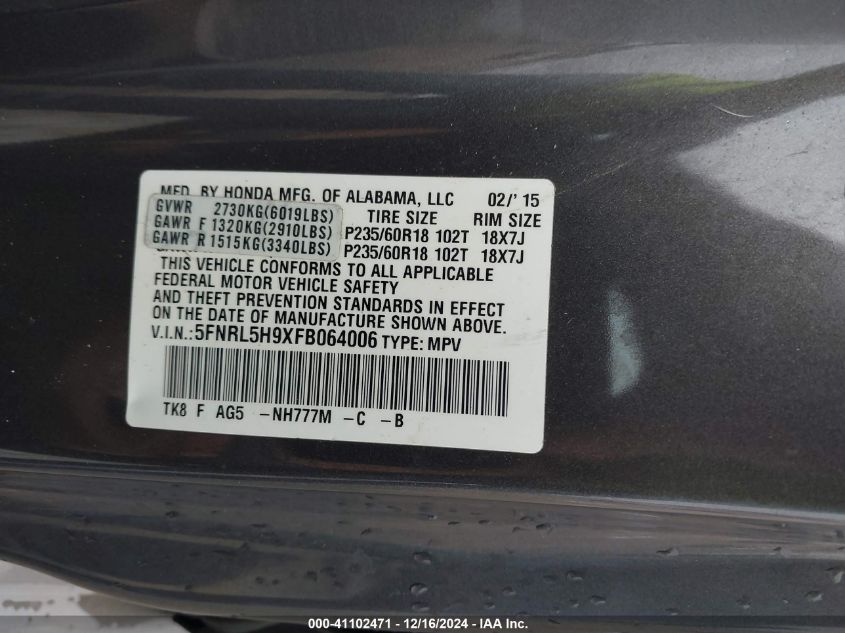 MFD. BY HONDA MFG. OF ALABAMA, LLC 02/'15
GVWR 2730KG(6019LBS) TIRE SIZE RIM SIZE
GAWR F 1320KG(2910LBS) P235/60R18 102T 18X7J
GAWR R 1515KG(3340LBS) P235/60R18 102T 18X7J
THIS VEHICLE CONFORMS TO ALL APPLICABLE
FEDERAL MOTOR VEHICLE SAFETY
AND THEFT PREVENTION STANDARDS IN EFFECT
ON THE DATE OF MANUFACTURE SHOWN ABOVE.
V.I.N.:5FNRL5H9XFB064006 TYPE: MPV
TK8 F AG5 -NH777M -C -B
000-41102471 - 12/16/2024 - IAA Inc.